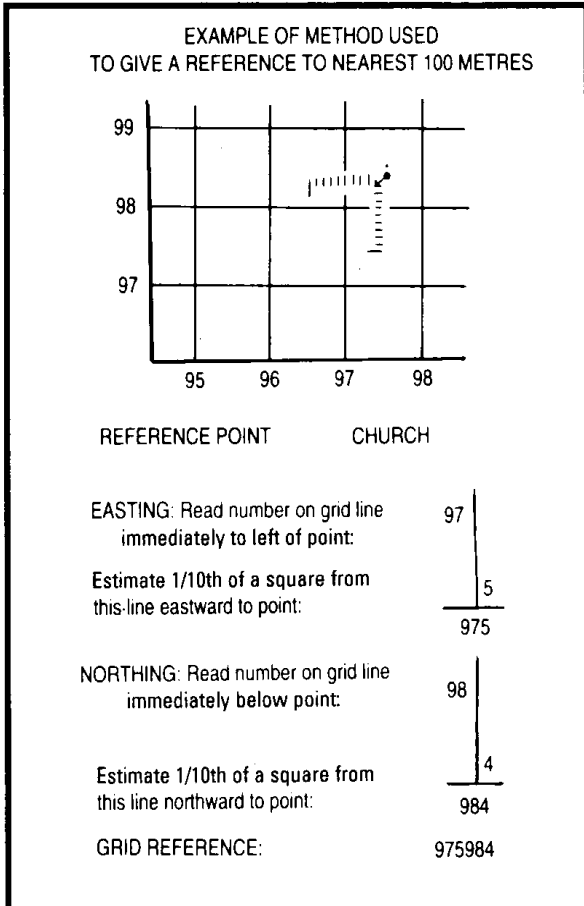 EXAMPLE OF METHOD USED
TO GIVE A REFERENCE TO NEAREST 100 METRES
99
98
97
95 96 97 98
REFERENCE POINT CHURCH
EASTING: Read number on grid line 97
immediately to left of point:
Estimate 1/10th of a square from
this line eastward to point: 5
975
NORTHING: Read number on grid line 98
immediately below point:
Estimate 1/10th of a square from 4
this line northward to point: 984
GRID REFERENCE: 975984